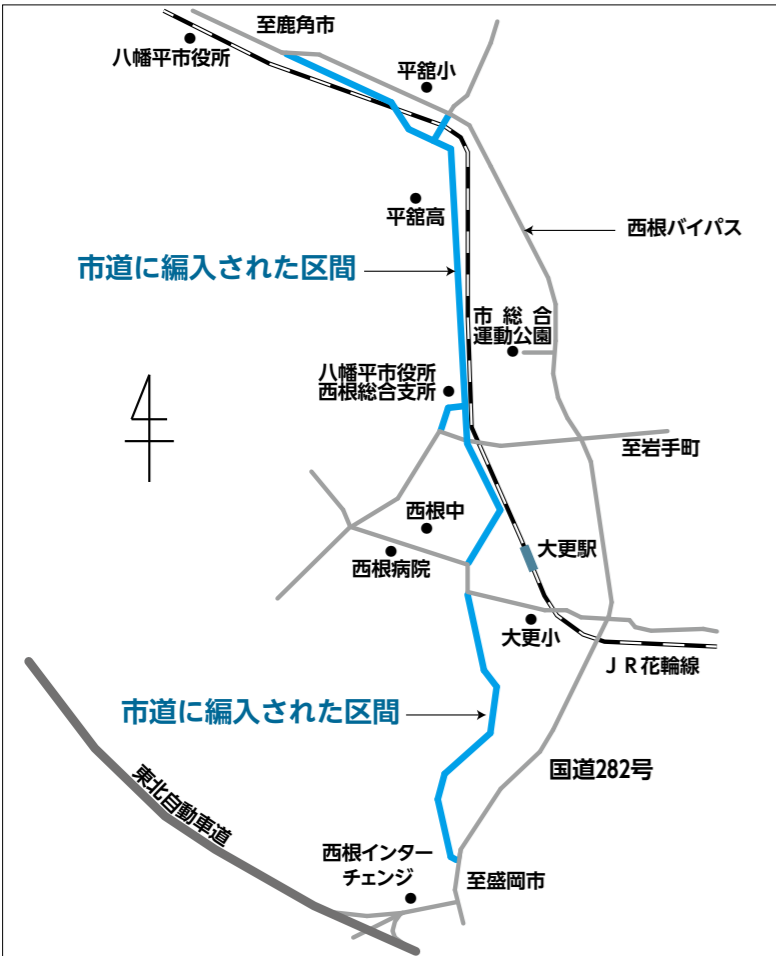 至鹿角市
八幡平市役所
平舘小
平舘高
西根バイパス
市道に編入された区間
市総合
運動公園
八幡平市役所
西根総合支所
至岩手町
西根中
大更駅
西根病院
大更小
ＪＲ花輪線
市道に編入された区間
国道282号
東北自動車道
西根インター
チェンジ
至盛岡市